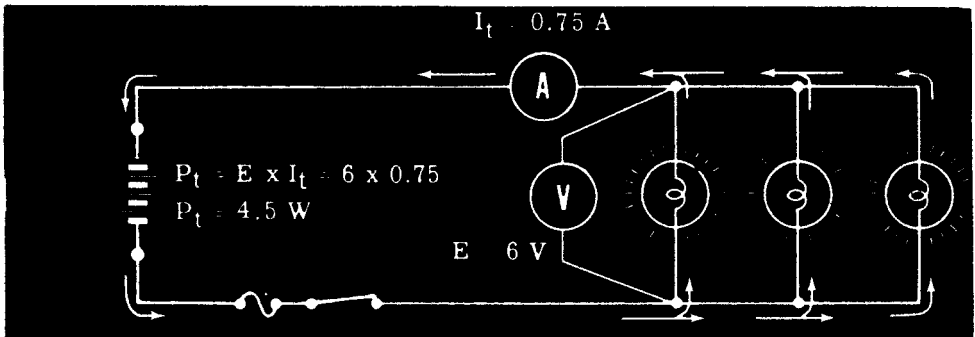 I_t = 0.75 A
A
P_t = E x I_t = 6 x 0.75
P_t = 4.5 W
V
E = 6 V